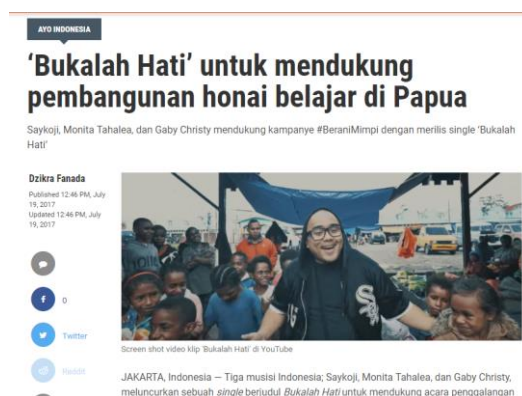 AYO INDONESIA
'Bukalah Hati' untuk mendukung
pembangunan honai belajar di Papua
Saykoji, Monita Tahalea, dan Gaby Christy mendukung kampanye #BeraniMimpi dengan merilis single 'Bukalah
Hati'
Dzikra Fanada
Published 12:46 PM, July
19, 2017
Updated 12:46 PM, July
19, 2017
0
Twitter
Reddit
Screen shot video klip 'Bukalah Hati' di YouTube
JAKARTA, Indonesia — Tiga musisi Indonesia; Saykoji, Monita Tahalea, dan Gaby Christy,
meluncurkan sebuah single berjudul Bukalah Hati untuk mendukung acara penggalangan